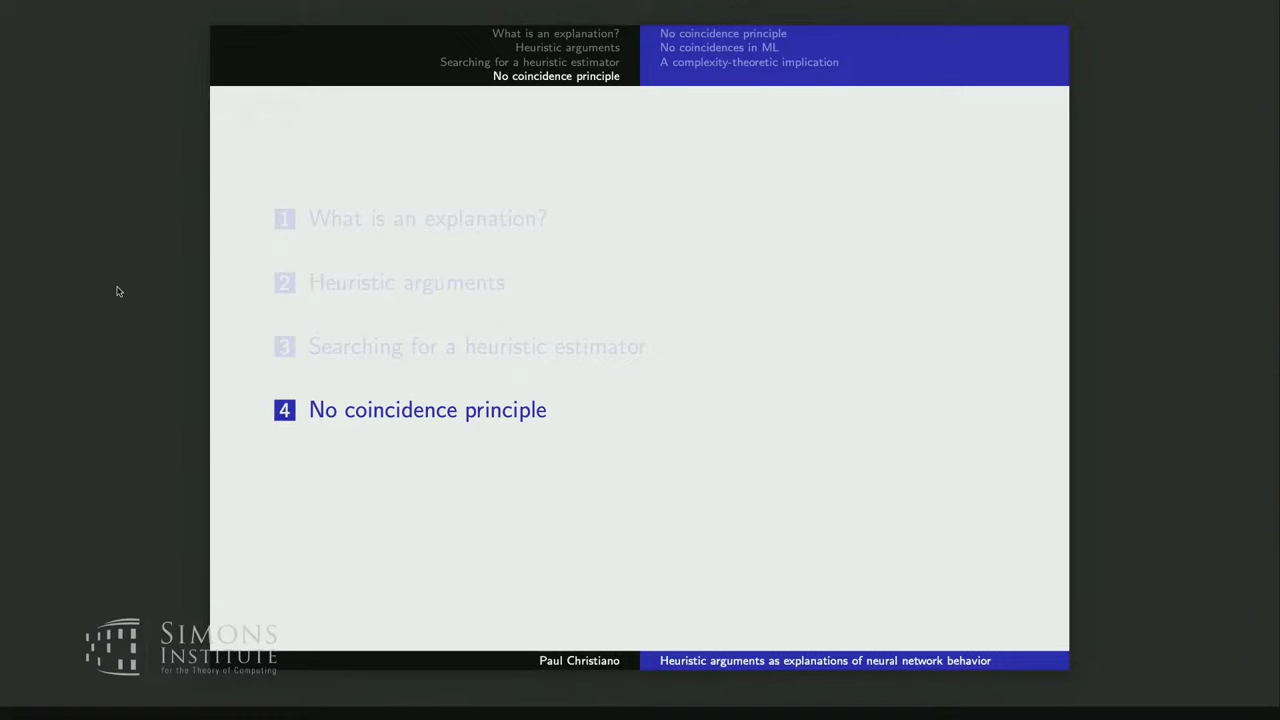 What is an explanation?
Heuristic arguments
Searching for a heuristic estimator
No coincidence principle
No coincidence principle
No coincidences in ML
A complexity-theoretic implication
1 What is an explanation?
2 Heuristic arguments
3 Searching for a heuristic estimator
4 No coincidence principle
SIMONS
INSTITUTE
for the Theory of Computing
Paul Christiano
Heuristic arguments as explanations of neural network behavior